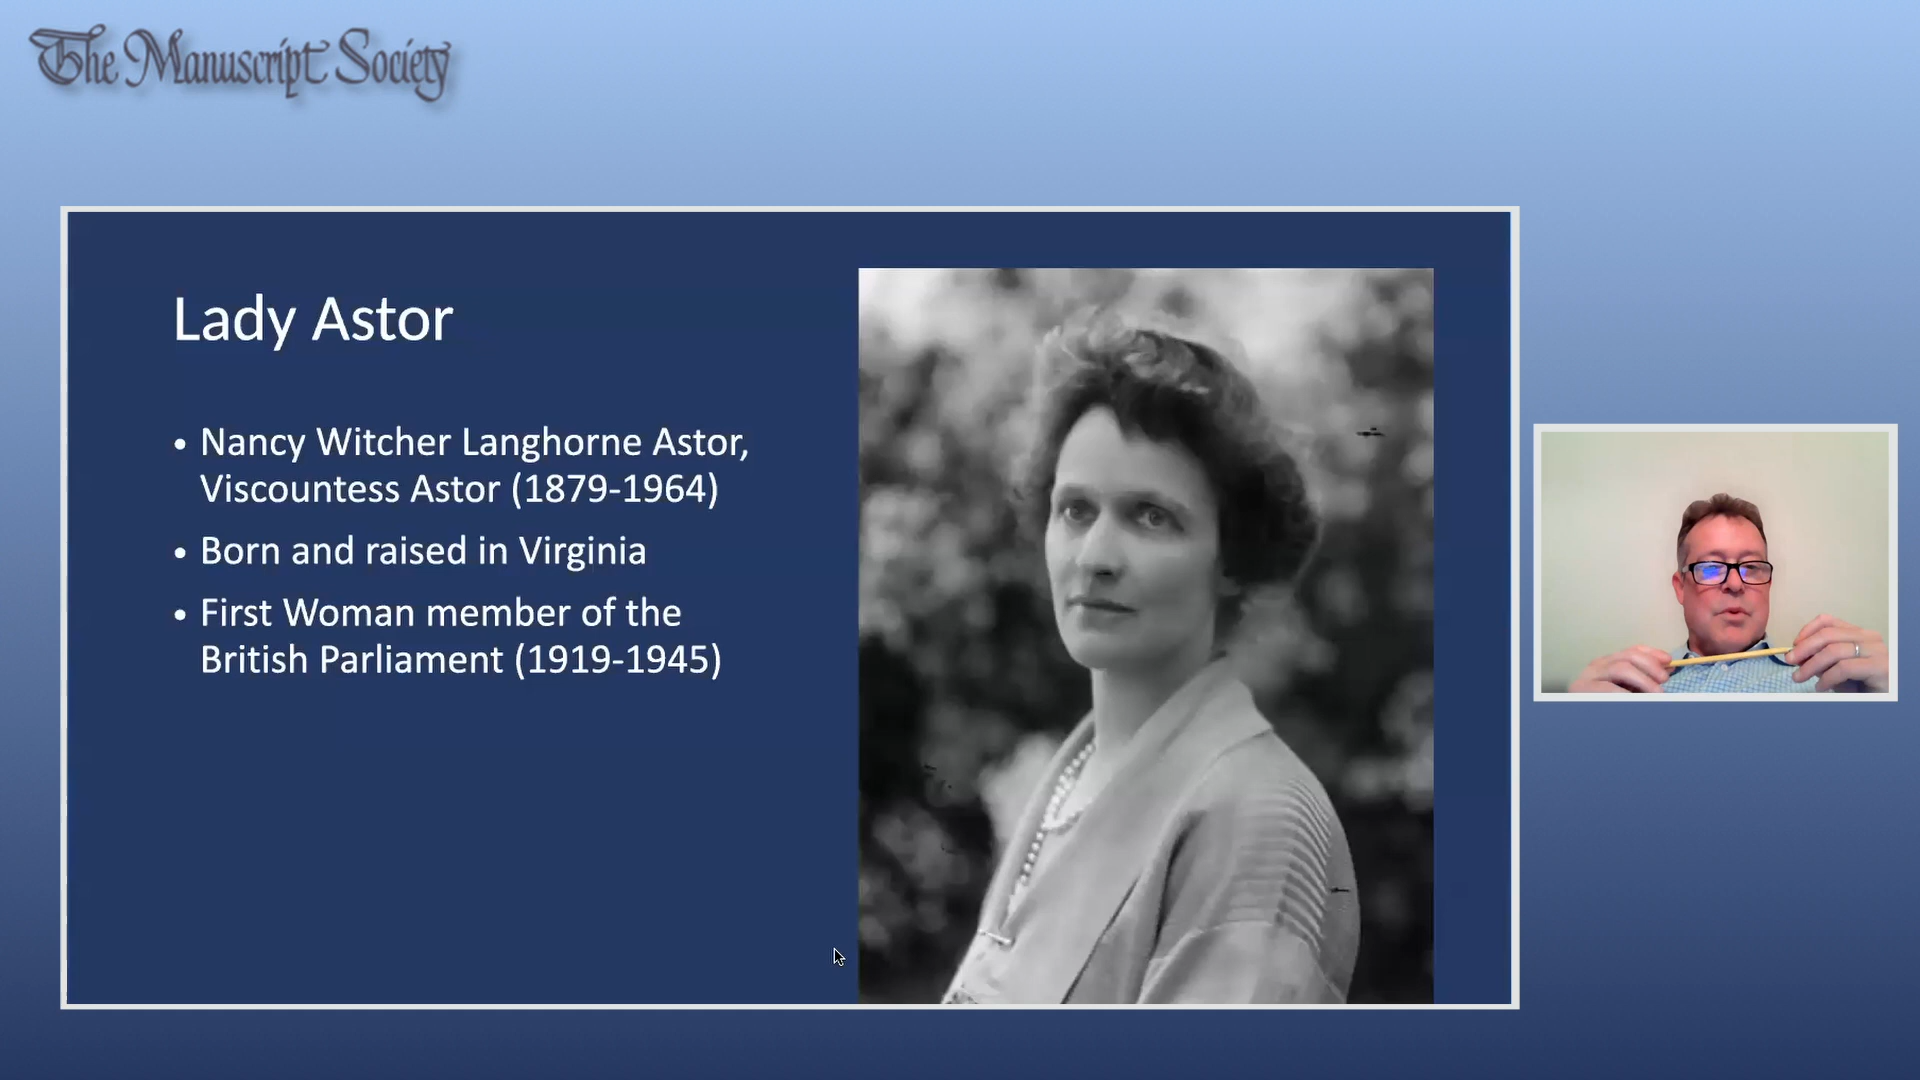 The Manuscript Society
Lady Astor
• Nancy Witcher Langhorne Astor,
Viscountess Astor (1879-1964)
• Born and raised in Virginia
• First Woman member of the
British Parliament (1919-1945)